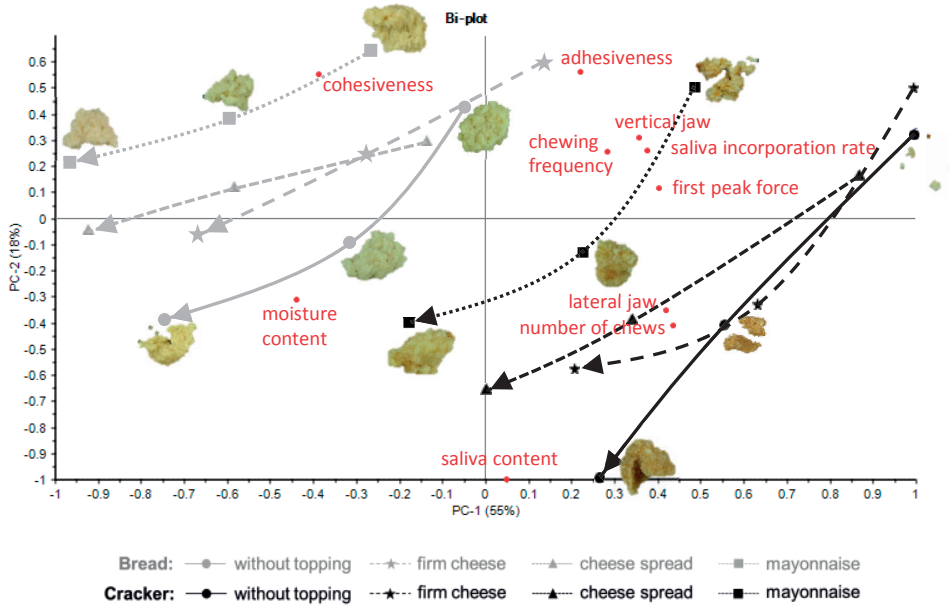 Bi-plot
0.6
0.5
0.4
0.3
0.2
0.1
0
-0.1
-0.2
-0.3
-0.4
-0.5
-0.6
-0.7
-0.8
-0.9
-1
PC-2 (18%)
cohesiveness
adhesiveness
vertical jaw
chewing
frequency
saliva incorporation rate
first peak force
moisture
content
lateral jaw
number of chews
saliva content
-1 -0.9 -0.8 -0.7 -0.6 -0.5 -0.4 -0.3 -0.2 -0.1 0 0.1 0.2 0.3 0.4 0.5 0.6 0.7 0.8 0.9 1
PC-1 (55%)
Bread: without topping firm cheese cheese spread mayonnaise
Cracker: without topping firm cheese cheese spread mayonnaise